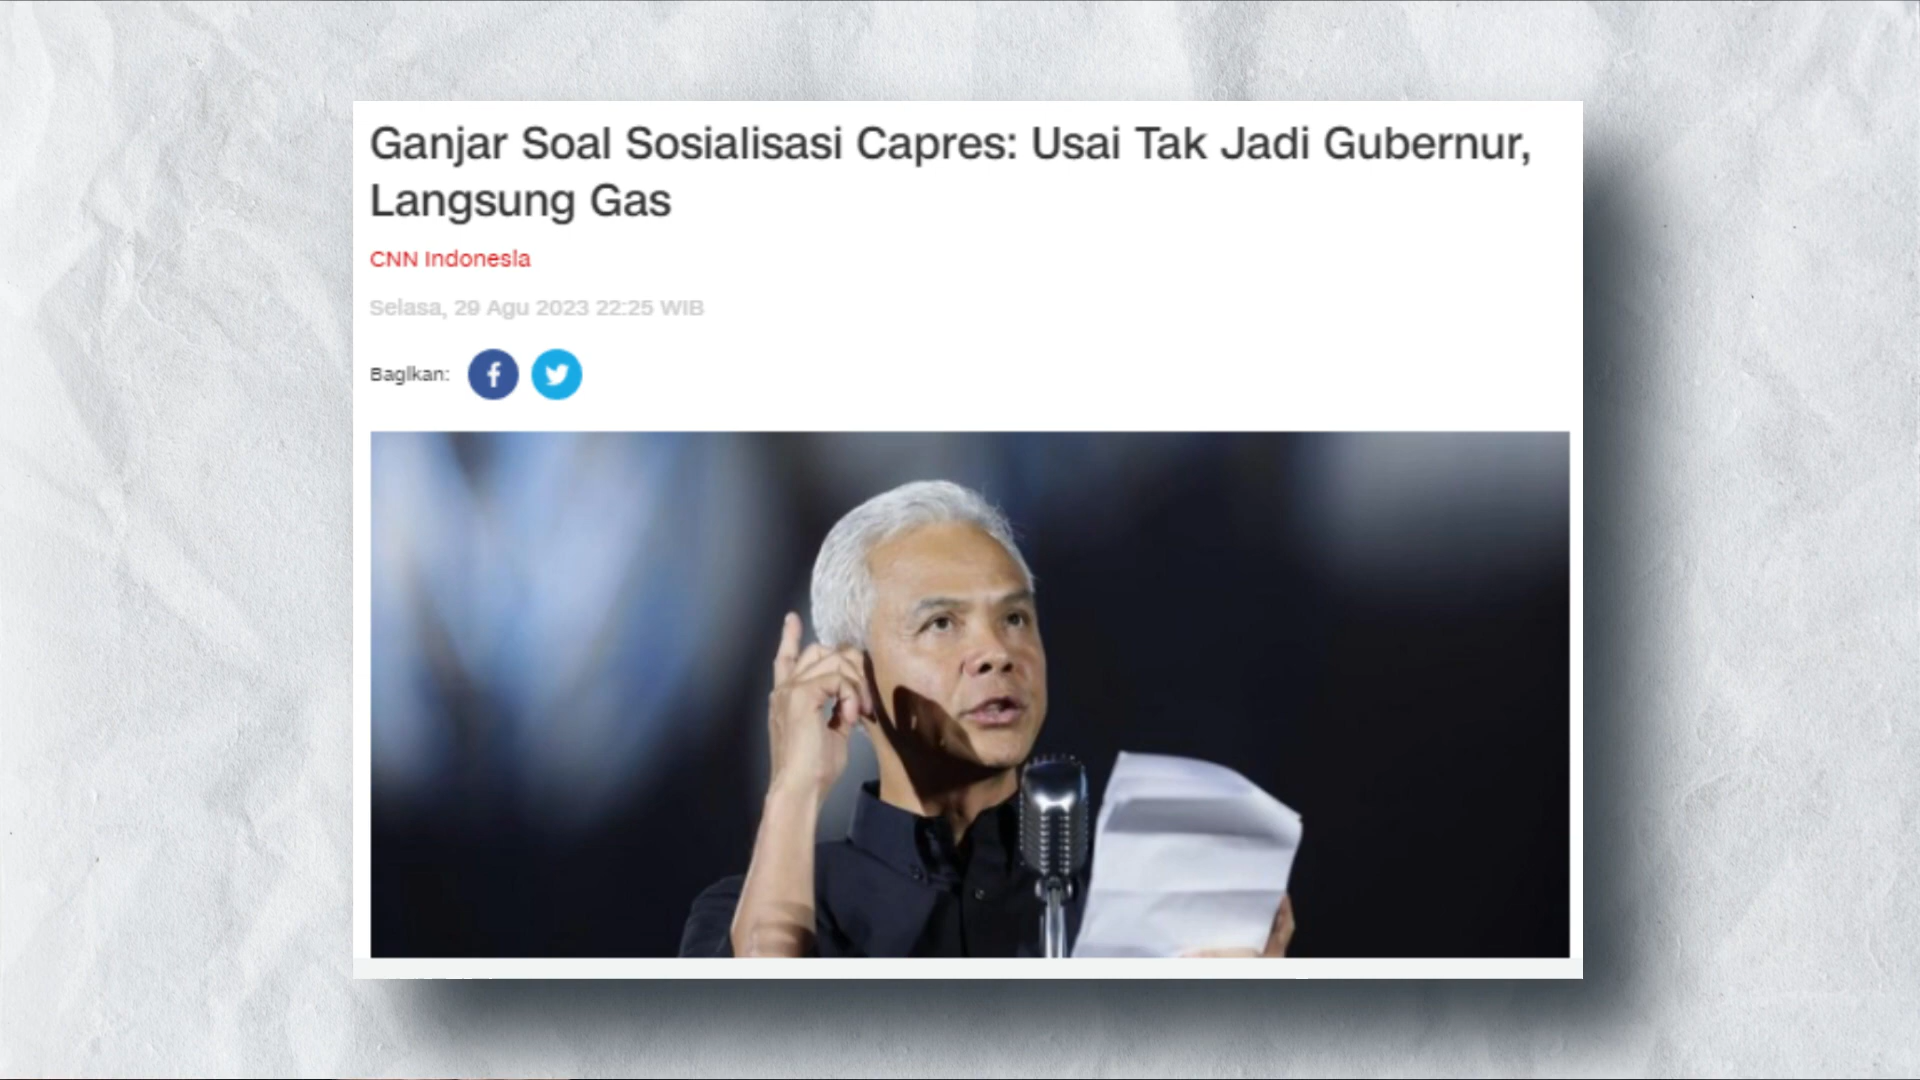 Ganjar Soal Sosialisasi Capres: Usai Tak Jadi Gubernur,
Langsung Gas
CNN Indonesia
Selasa, 29 Agu 2023 22:25 WIB
Bagikan: